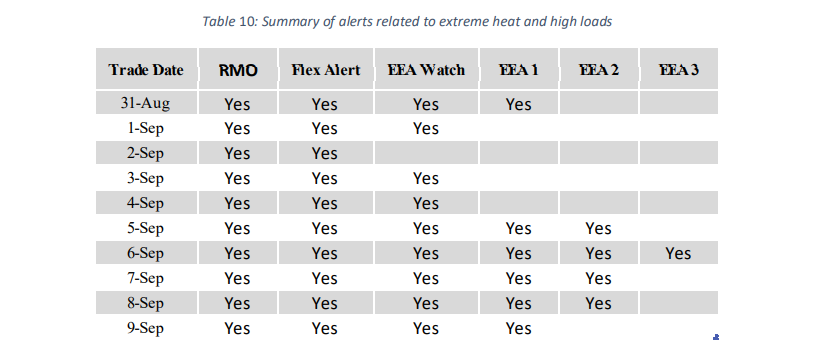 Table 10: Summary of alerts related to extreme heat and high loads
Trade Date RMO Flex Alert EEA Watch EEA 1 EEA 2 EEA 3
31-Aug Yes Yes Yes Yes
1-Sep Yes Yes Yes
2-Sep Yes Yes
3-Sep Yes Yes Yes
4-Sep Yes Yes Yes
5-Sep Yes Yes Yes Yes Yes
6-Sep Yes Yes Yes Yes Yes Yes
7-Sep Yes Yes Yes Yes Yes
8-Sep Yes Yes Yes Yes Yes
9-Sep Yes Yes Yes Yes